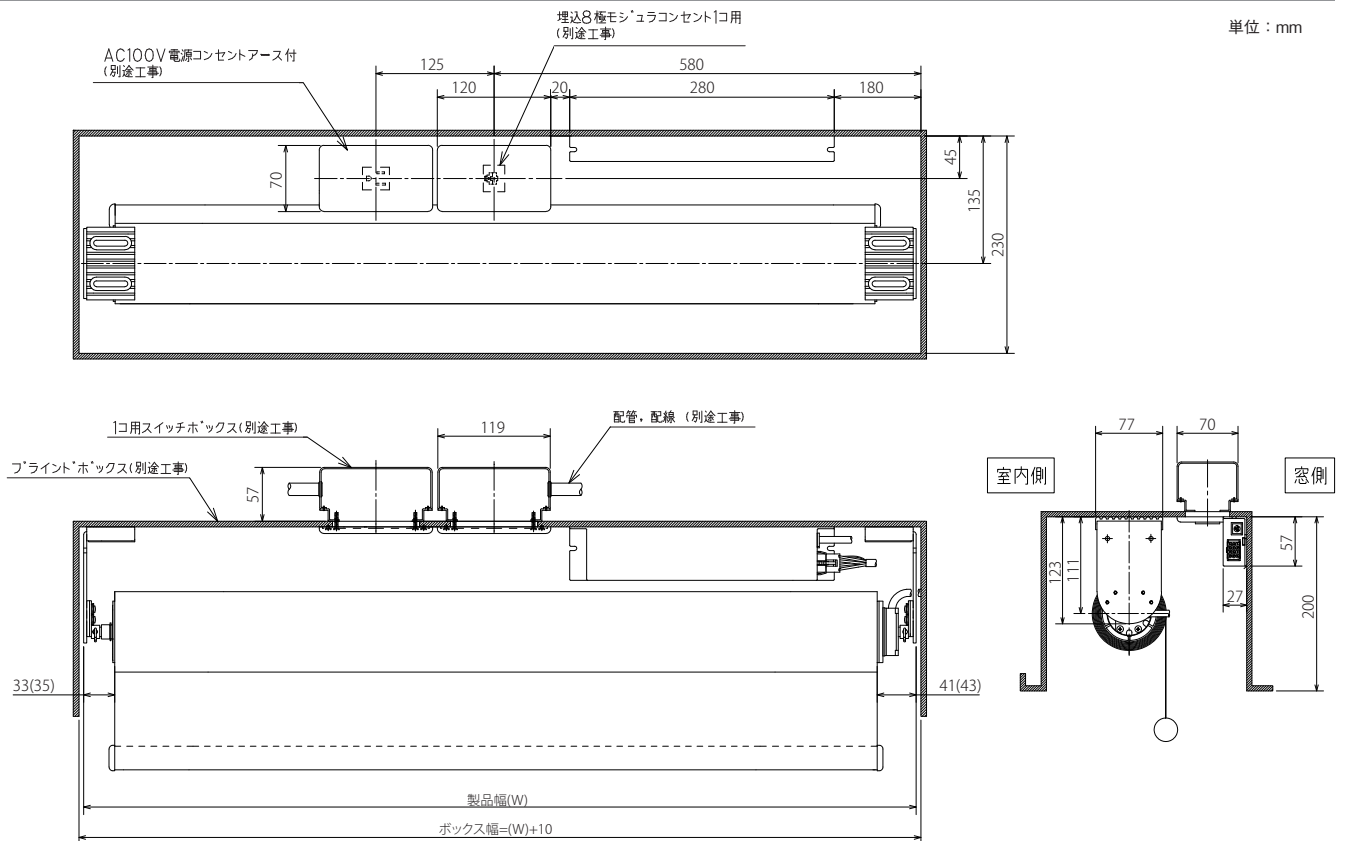 単位：mm
埋込8極モジュラコンセント1コ用
(別途工事)
AC100V電源コンセントアース付
(別途工事)
125
580
120
20
280
180
70
45
135
230
1コ用スイッチボックス(別途工事)
119
配管，配線 (別途工事)
ブラインドボックス(別途工事)
57
33(35)
41(43)
製品幅(W)
ボックス幅=(W)+10
77
70
室内側
窓側
123
111
57
27
200